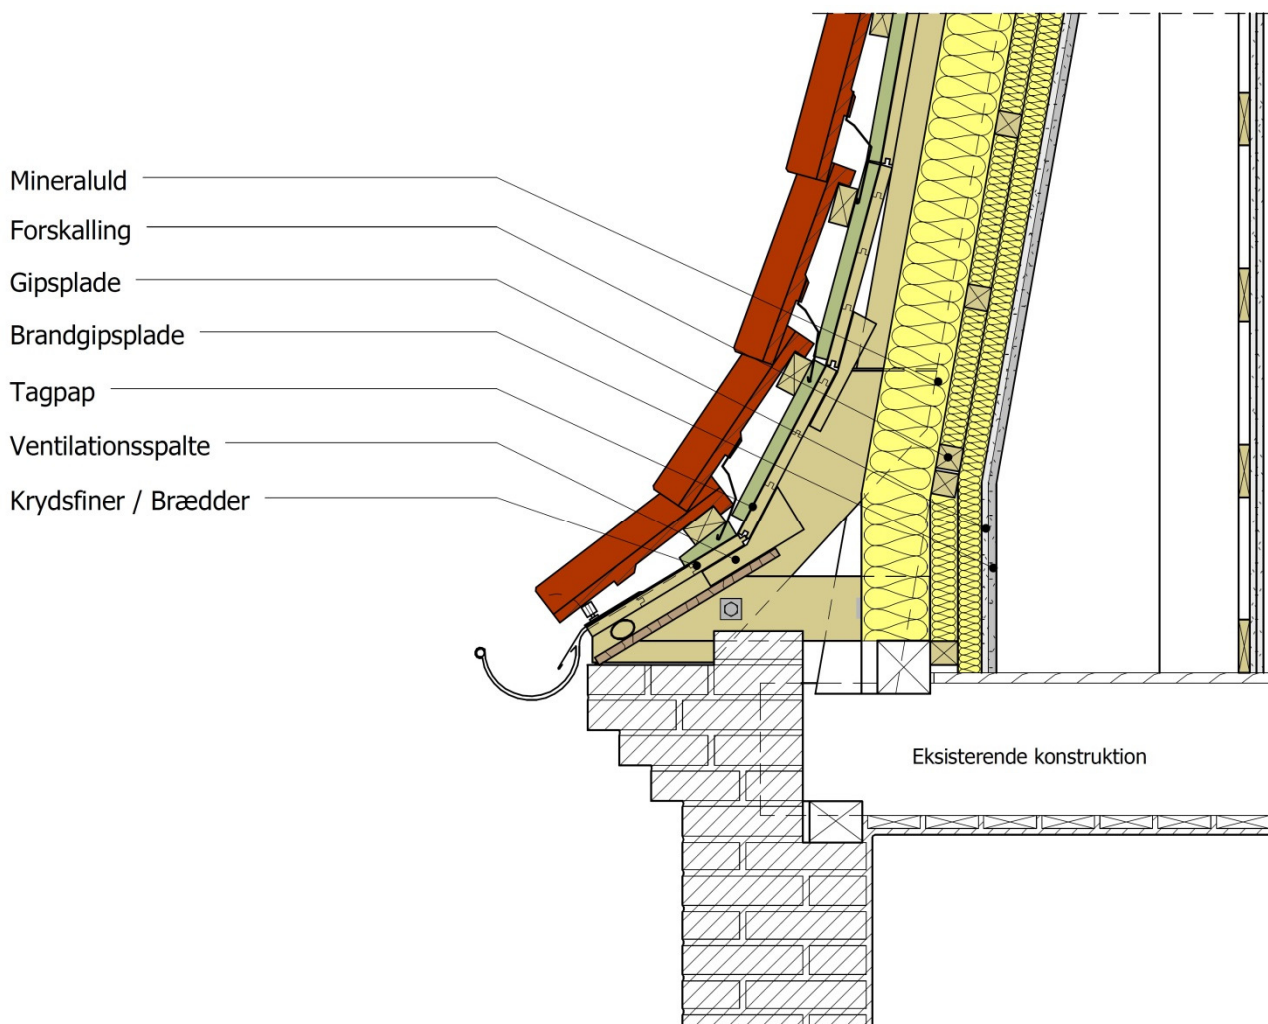 Mineraluld
Forskalling
Gipsplade
Brandgipsplade
Tagpap
Ventilationsspalte
Krydsfiner / Brædder
Eksisterende konstruktion